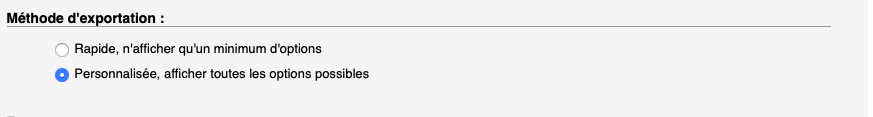 Méthode d'exportation :
Rapide, n'afficher qu'un minimum d'options
Personnalisée, afficher toutes les options possibles